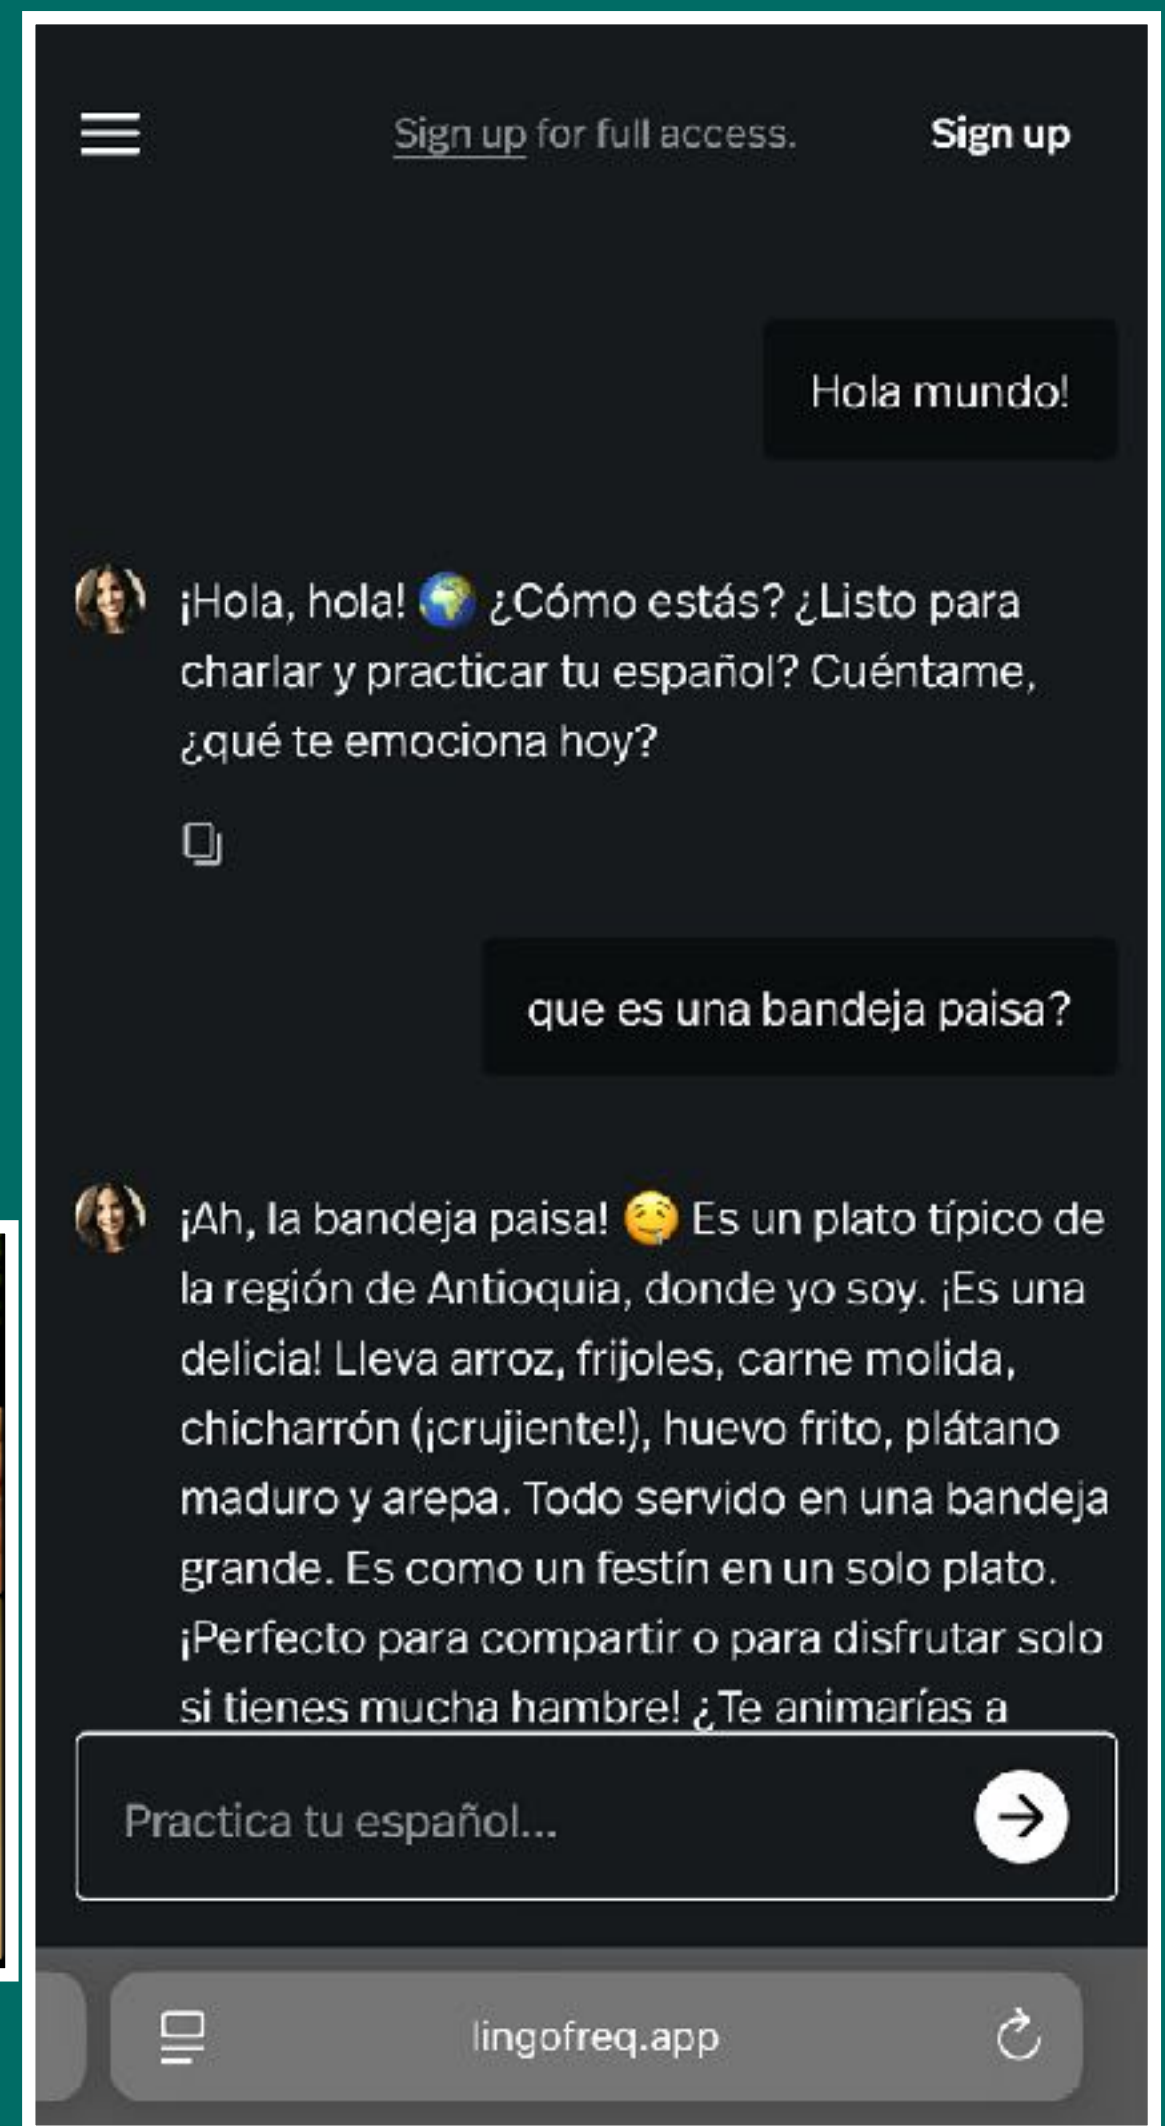 Sign up for full access.
Sign up
Hola mundo!
¡Hola, hola! 🌍 ¿Cómo estás? ¿Listo para
charlar y practicar tu español? Cuéntame,
¿qué te emociona hoy?
que es una bandeja paisa?
¡Ah, la bandeja paisa! 🤤 Es un plato típico de
la región de Antioquia, donde yo soy. ¡Es una
delicia! Lleva arroz, frijoles, carne molida,
chicharrón (¡crujiente!), huevo frito, plátano
maduro y arepa. Todo servido en una bandeja
grande. Es como un festín en un solo plato.
¡Perfecto para compartir o para disfrutar solo
si tienes mucha hambre! ¿Te animarías a
Practica tu español...
lingofreq.app